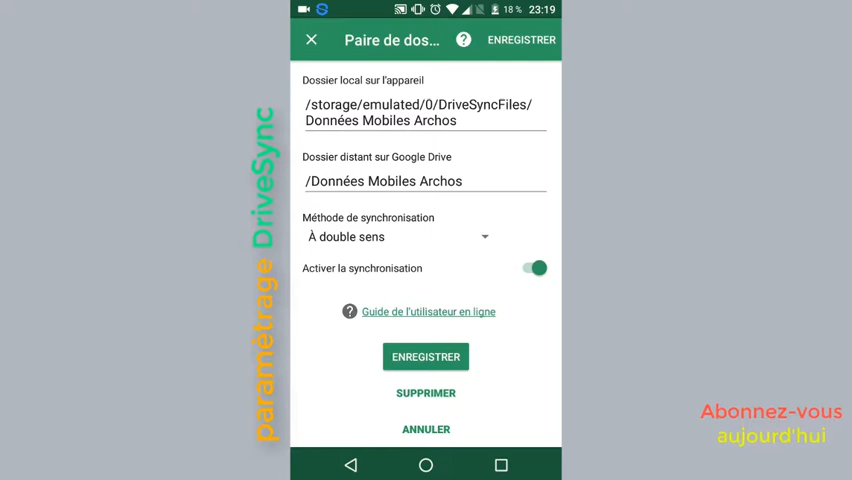 18 % 23:19
Paire de dos... ? ENREGISTRER
Dossier local sur l'appareil
/storage/emulated/0/DriveSyncFiles/
Données Mobiles Archos
Dossier distant sur Google Drive
/Données Mobiles Archos
Méthode de synchronisation
À double sens
Activer la synchronisation
? Guide de l'utilisateur en ligne
ENREGISTRER
SUPPRIMER
ANNULER
paramètrage DriveSync
Abonnez-vous
aujourd'hui